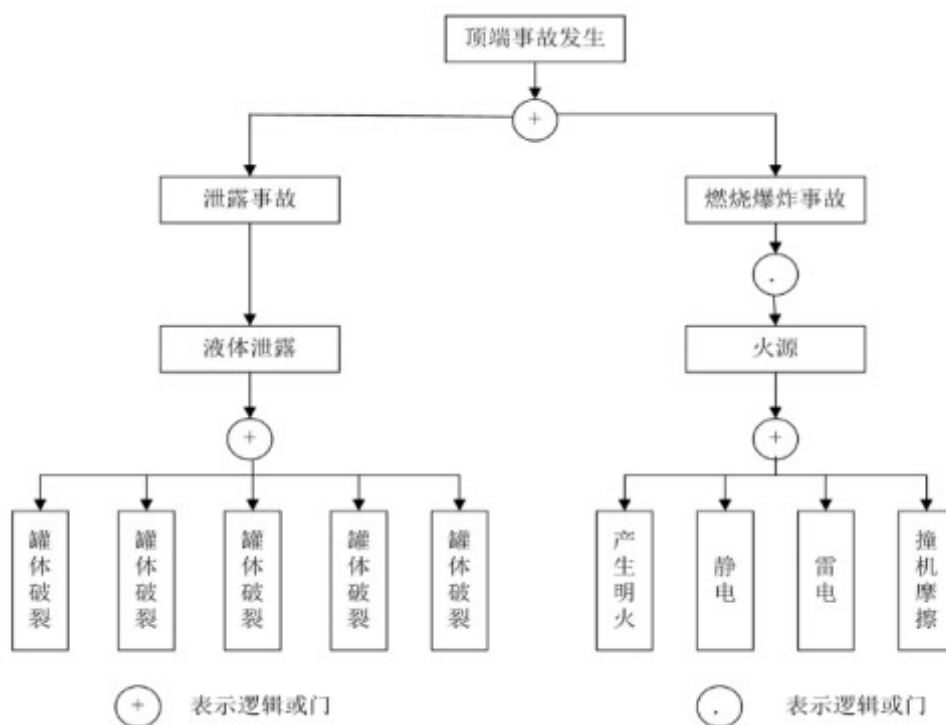 顶端事故发生
+
泄露事故
燃烧爆炸事故
.
液体泄露
火源
+
+
罐体破裂
罐体破裂
罐体破裂
罐体破裂
罐体破裂
产生明火
静电
雷电
撞机摩擦
+ 表示逻辑或门
. 表示逻辑或门